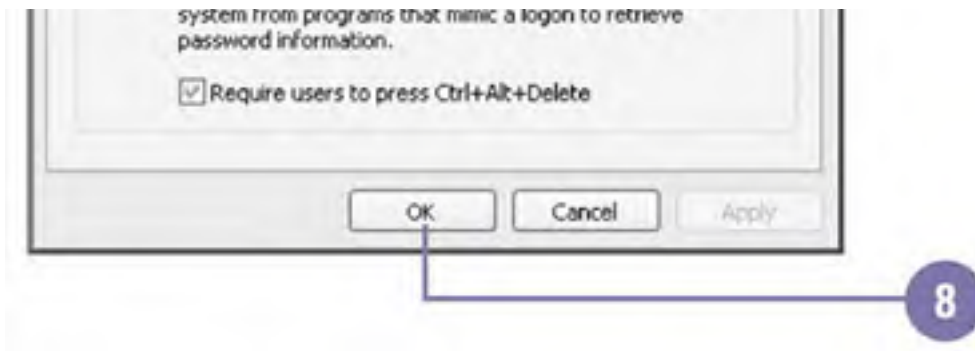 system from programs that mimic a logon to retrieve
password information.
Require users to press Ctrl+Alt+Delete
OK Cancel Apply
8